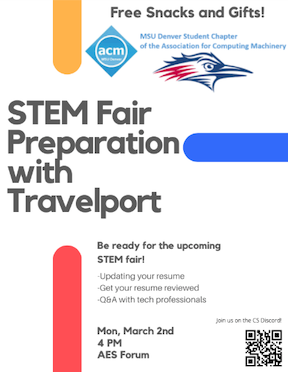 Free Snacks and Gifts!
acm
MSU Denver
MSU Denver Student Chapter
of the Association for Computing Machinery
STEM Fair
Preparation
with
Travelport
Be ready for the upcoming
STEM fair!
·Updating your resume
·Get your resume reviewed
·Q&A with tech professionals
Join us on the CS Discord!
Mon, March 2nd
4 PM
AES Forum